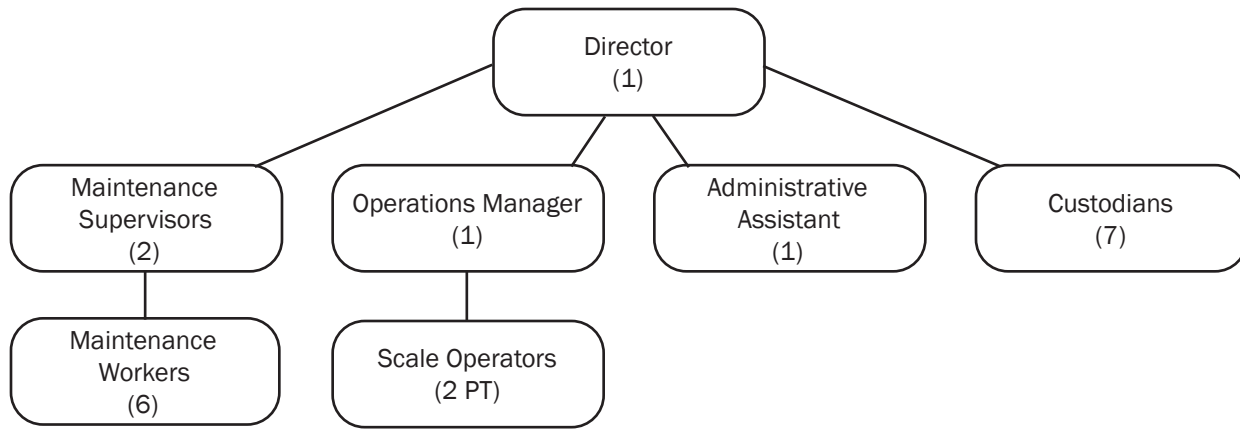 Director
(1)
Maintenance
Supervisors
(2)
Operations Manager
(1)
Administrative
Assistant
(1)
Custodians
(7)
Maintenance
Workers
(6)
Scale Operators
(2 PT)